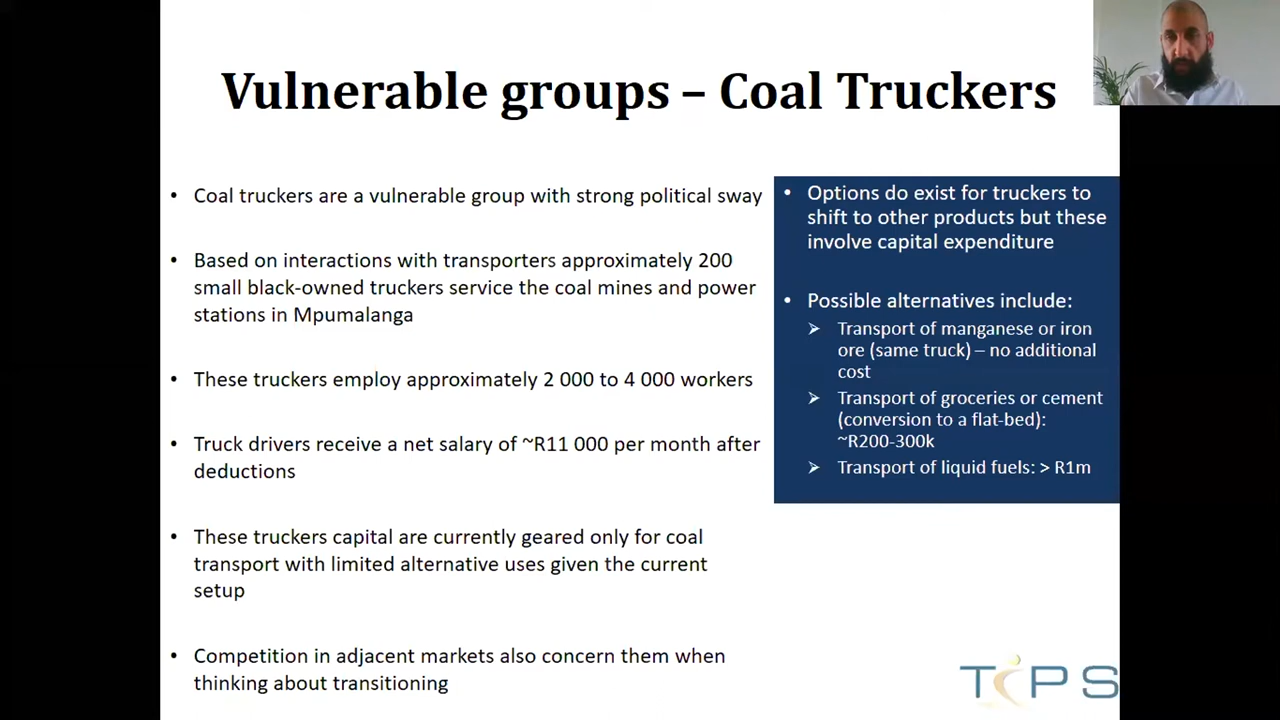 Vulnerable groups – Coal Truckers
• Coal truckers are a vulnerable group with strong political sway
• Based on interactions with transporters approximately 200
small black-owned truckers service the coal mines and power
stations in Mpumalanga
• These truckers employ approximately 2 000 to 4 000 workers
• Truck drivers receive a net salary of ~R11 000 per month after
deductions
• These truckers capital are currently geared only for coal
transport with limited alternative uses given the current
setup
• Competition in adjacent markets also concern them when
thinking about transitioning
• Options do exist for truckers to
shift to other products but these
involve capital expenditure
• Possible alternatives include:
➢ Transport of manganese or iron
ore (same truck) – no additional
cost
➢ Transport of groceries or cement
(conversion to a flat-bed):
~R200-300k
➢ Transport of liquid fuels: > R1m
TIPS